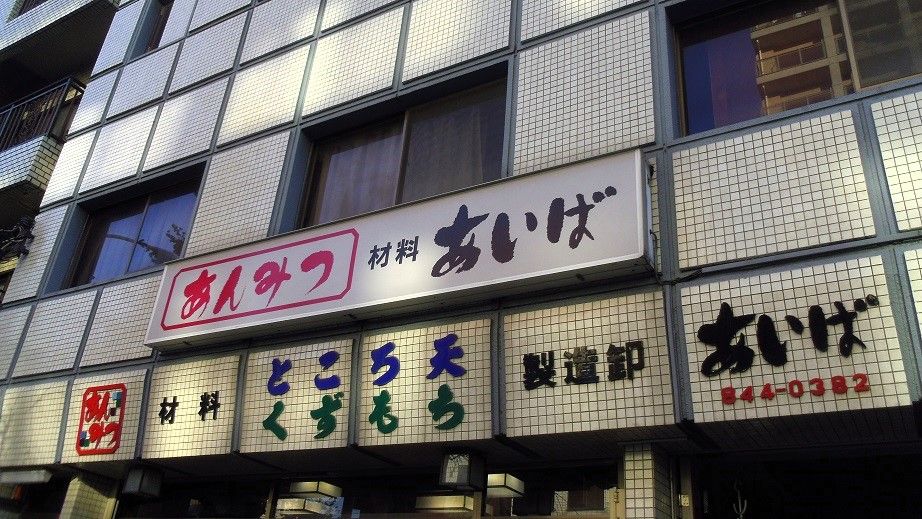 あんみつ 材料 あいば
あんみつ 材料 ところ天 製造卸 あいば
くずもち 844-0382